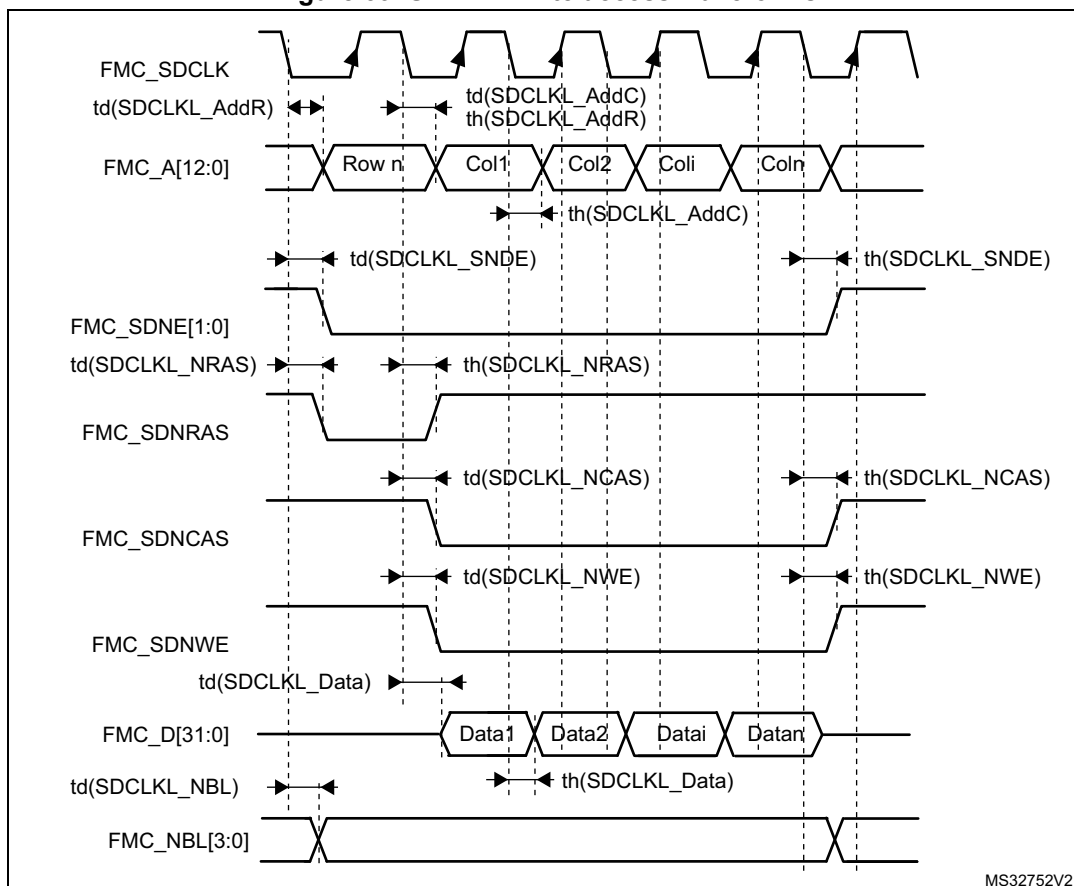 FMC_SDCLK
td(SDCLKL_AddR)
td(SDCLKL_AddC)
th(SDCLKL_AddR)
FMC_A[12:0]
Row n
Col1
Col2
Coli
Coln
th(SDCLKL_AddC)
td(SDCLKL_SNDE)
th(SDCLKL_SNDE)
FMC_SDNE[1:0]
td(SDCLKL_NRAS)
th(SDCLKL_NRAS)
FMC_SDNRAS
td(SDCLKL_NCAS)
th(SDCLKL_NCAS)
FMC_SDNCAS
td(SDCLKL_NWE)
th(SDCLKL_NWE)
FMC_SDNWE
td(SDCLKL_Data)
FMC_D[31:0]
Data1
Data2
Datai
Datan
th(SDCLKL_Data)
td(SDCLKL_NBL)
FMC_NBL[3:0]
MS32752V2